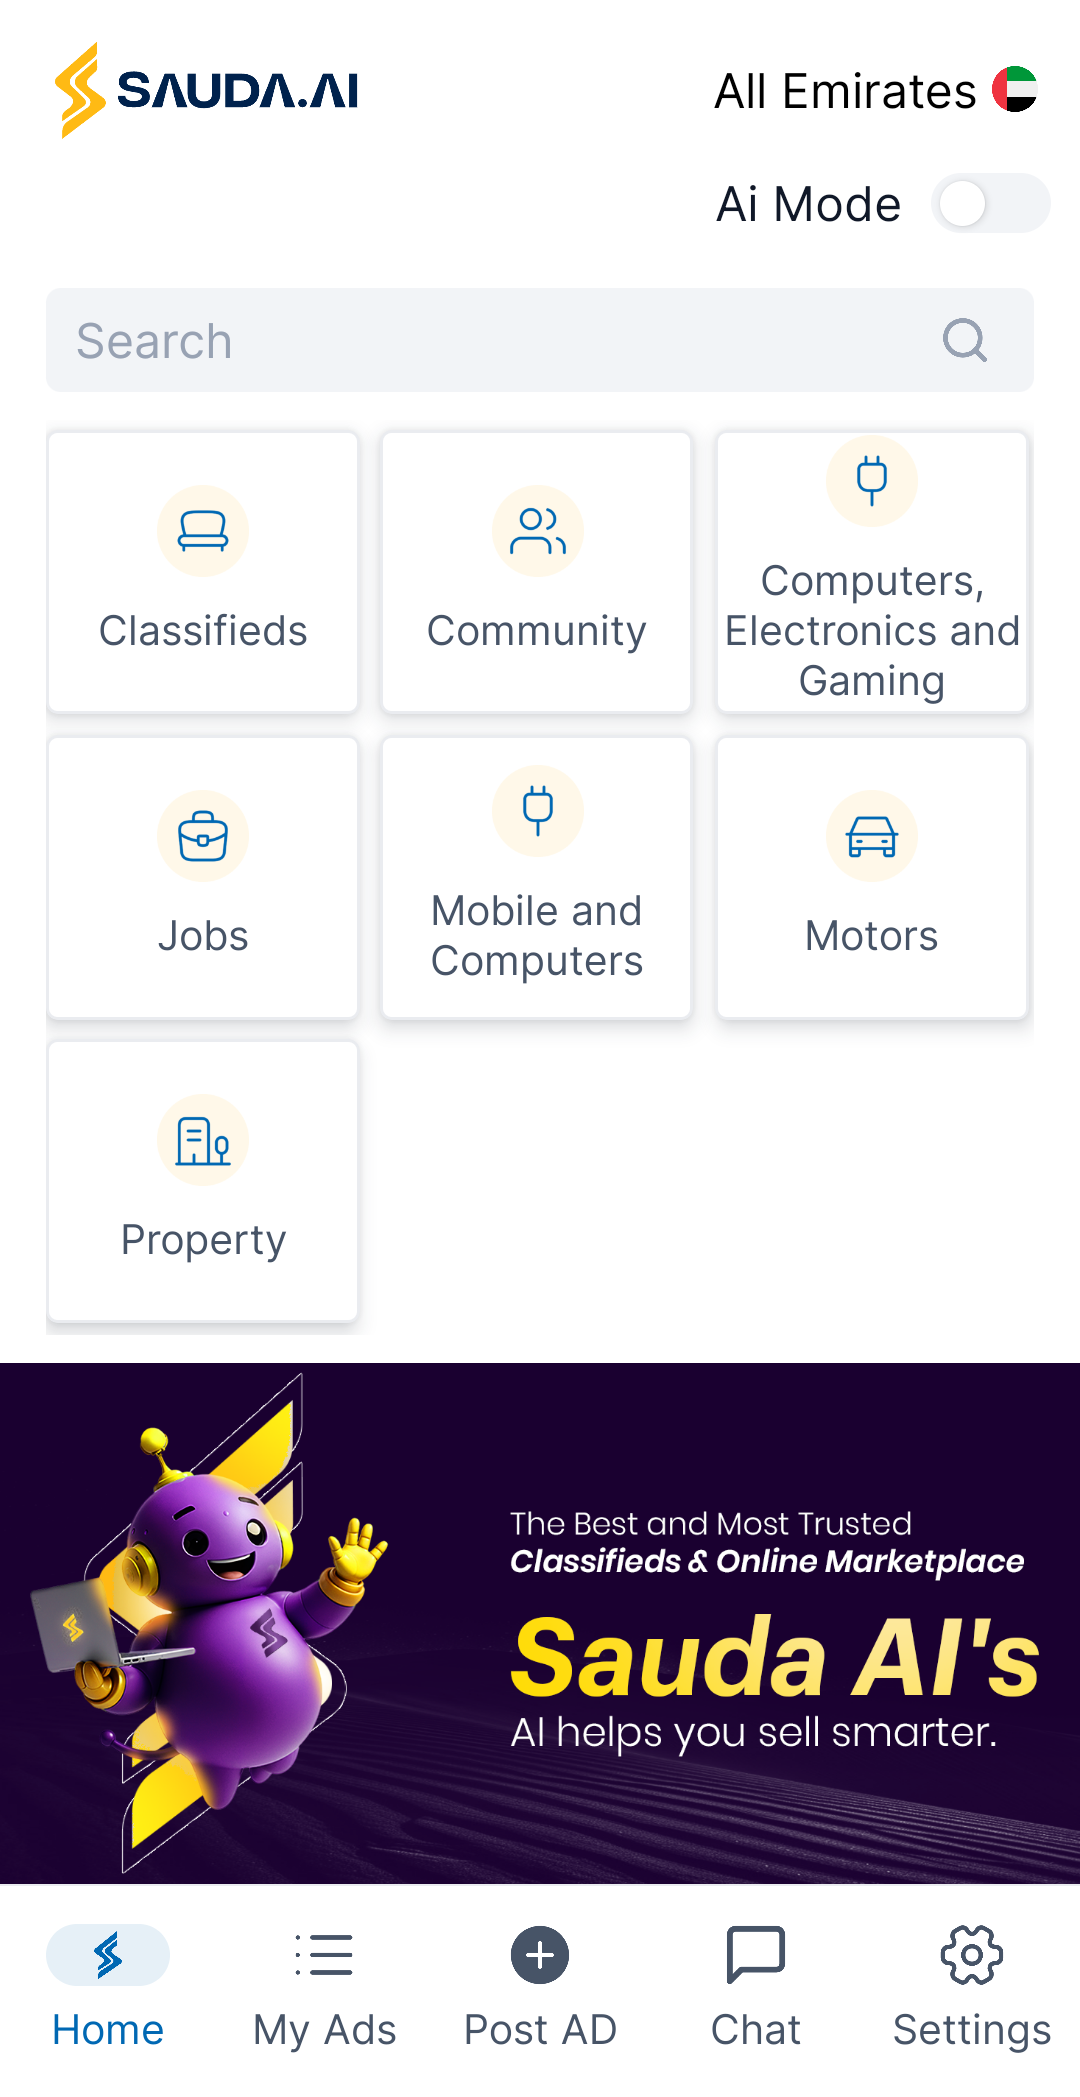 SAUDA.AI
All Emirates
Ai Mode
Search
Classifieds
Community
Computers,
Electronics and
Gaming
Jobs
Mobile and
Computers
Motors
Property
The Best and Most Trusted
Classifieds & Online Marketplace
Sauda AI's
AI helps you sell smarter.
Home
My Ads
Post AD
Chat
Settings